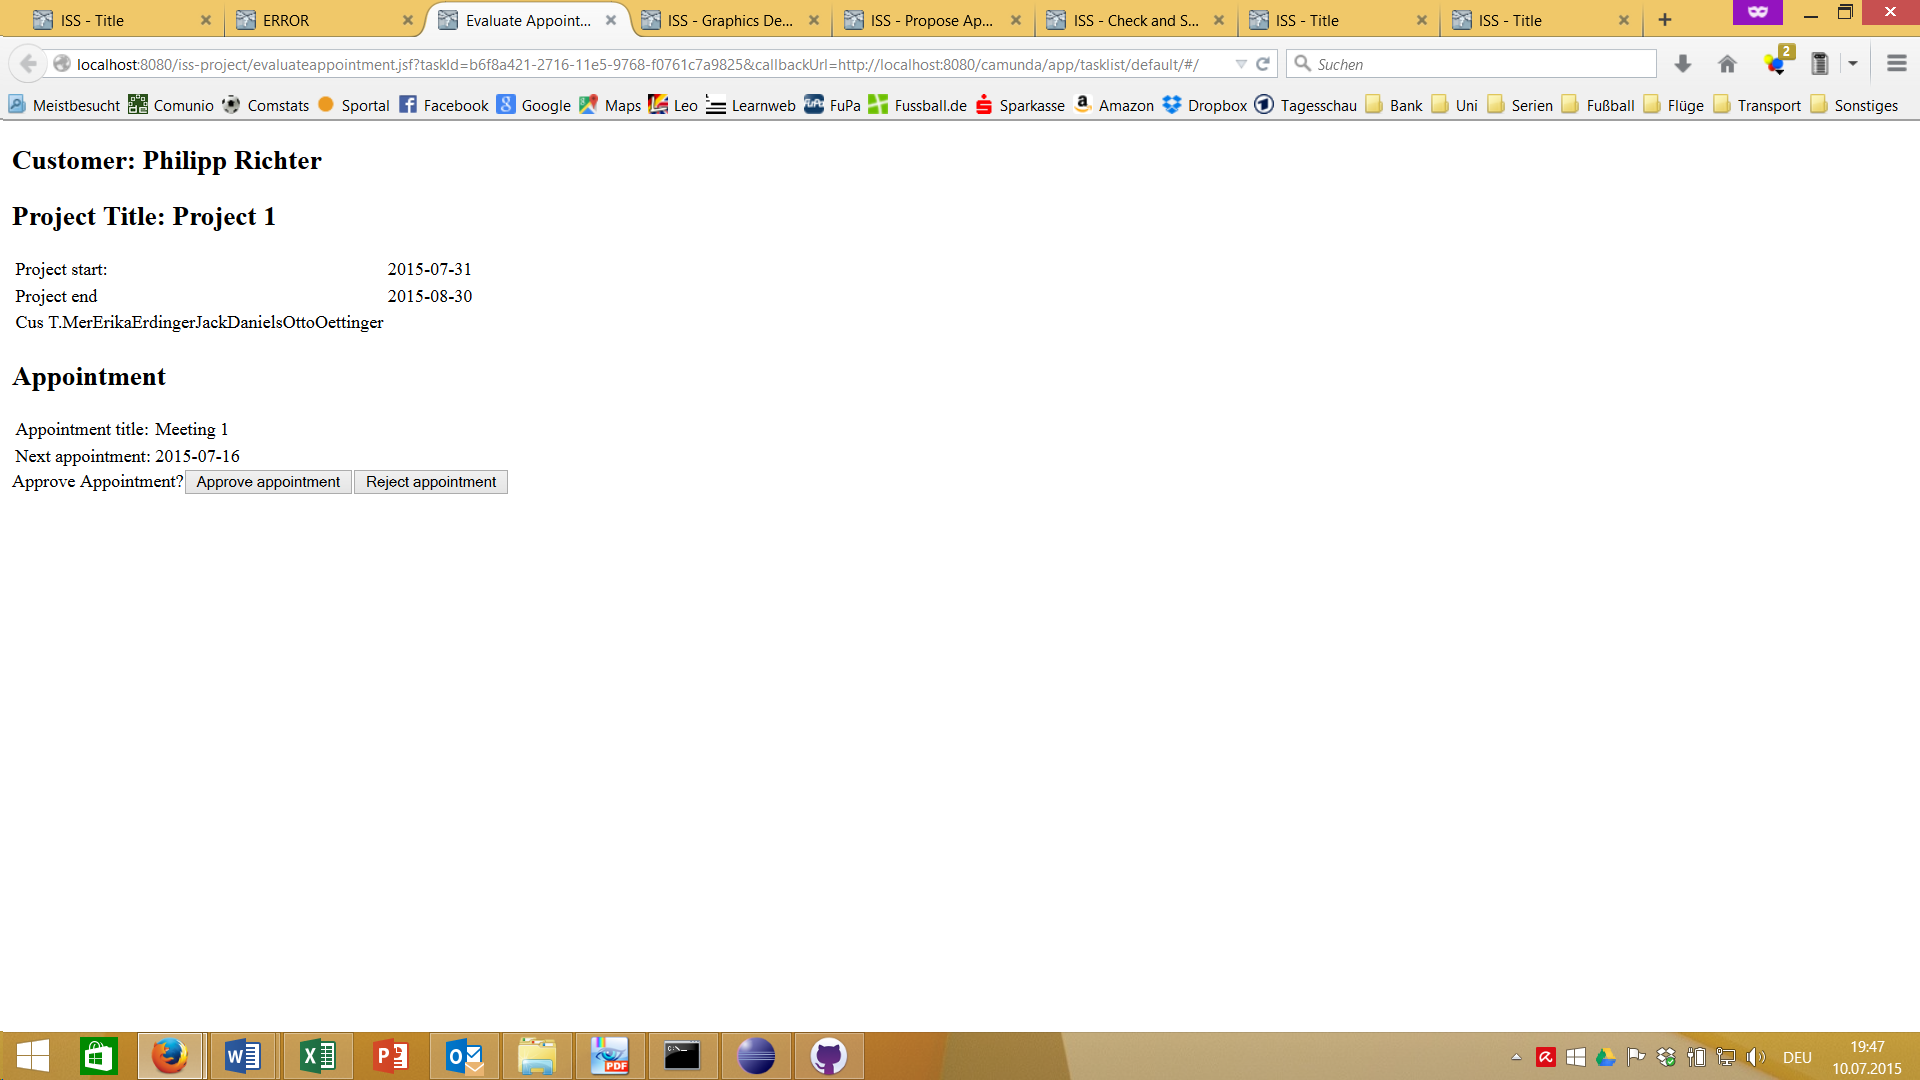 ISS - Title
ERROR
Evaluate Appoint...
ISS - Graphics De...
ISS - Propose Ap...
ISS - Check and S...
ISS - Title
ISS - Title
localhost:8080/iss-project/evaluateappointment.jsf?taskId=b6f8a421-2716-11e5-9768-f0761c7a9825&callbackUrl=http://localhost:8080/camunda/app/tasklist/default/#/
Suchen
2
Meistbesucht Comunio Comstats Sportal Facebook Google Maps Leo Learnweb FuPa Fussball.de Sparkasse Amazon Dropbox Tagesschau Bank Uni Serien Fußball Flüge Transport Sonstiges
Customer: Philipp Richter
Project Title: Project 1
Project start: 2015-07-31
Project end 2015-08-30
Cus T.MerErikaErdingerJackDanielsOttoOettinger
Appointment
Appointment title: Meeting 1
Next appointment: 2015-07-16
Approve Appointment? Approve appointment Reject appointment
DEU
19:47
10.07.2015